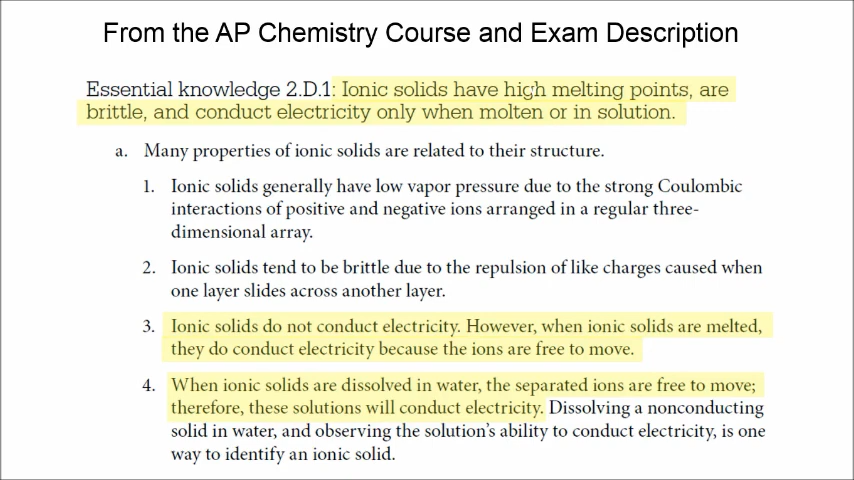 From the AP Chemistry Course and Exam Description
Essential knowledge 2.D.1: Ionic solids have high melting points, are
brittle, and conduct electricity only when molten or in solution.
a. Many properties of ionic solids are related to their structure.
1. Ionic solids generally have low vapor pressure due to the strong Coulombic
interactions of positive and negative ions arranged in a regular three-
dimensional array.
2. Ionic solids tend to be brittle due to the repulsion of like charges caused when
one layer slides across another layer.
3. Ionic solids do not conduct electricity. However, when ionic solids are melted,
they do conduct electricity because the ions are free to move.
4. When ionic solids are dissolved in water, the separated ions are free to move;
therefore, these solutions will conduct electricity. Dissolving a nonconducting
solid in water, and observing the solution's ability to conduct electricity, is one
way to identify an ionic solid.